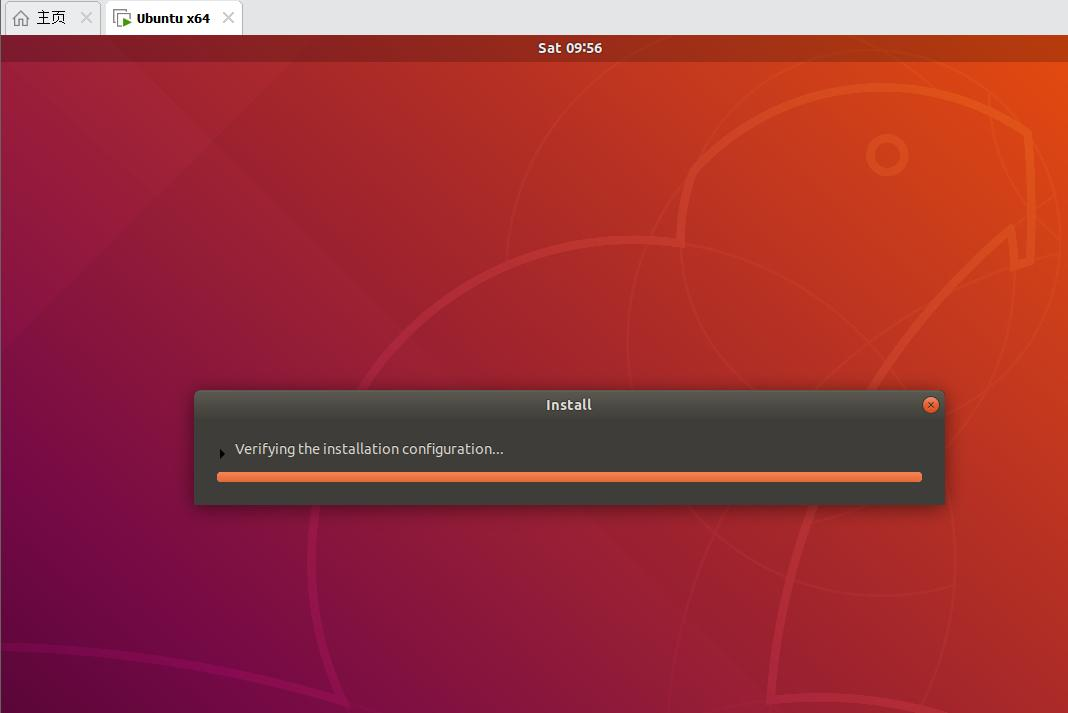 主页
Ubuntu x64
Sat 09:56
Install
Verifying the installation configuration...